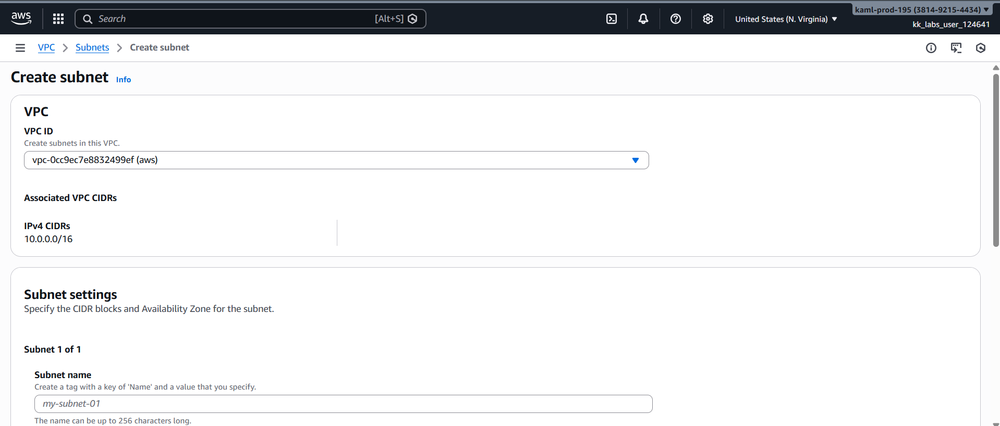 aws
Search [Alt+S]
United States (N. Virginia)
kaml-prod-195 (3814-9215-4434)
kk_labs_user_124641
VPC Subnets Create subnet
Create subnet Info
VPC
VPC ID
Create subnets in this VPC.
vpc-0cc9ec7e8832499ef (aws)
Associated VPC CIDRs
IPv4 CIDRs
10.0.0.0/16
Subnet settings
Specify the CIDR blocks and Availability Zone for the subnet.
Subnet 1 of 1
Subnet name
Create a tag with a key of 'Name' and a value that you specify.
my-subnet-01
The name can be up to 256 characters long.